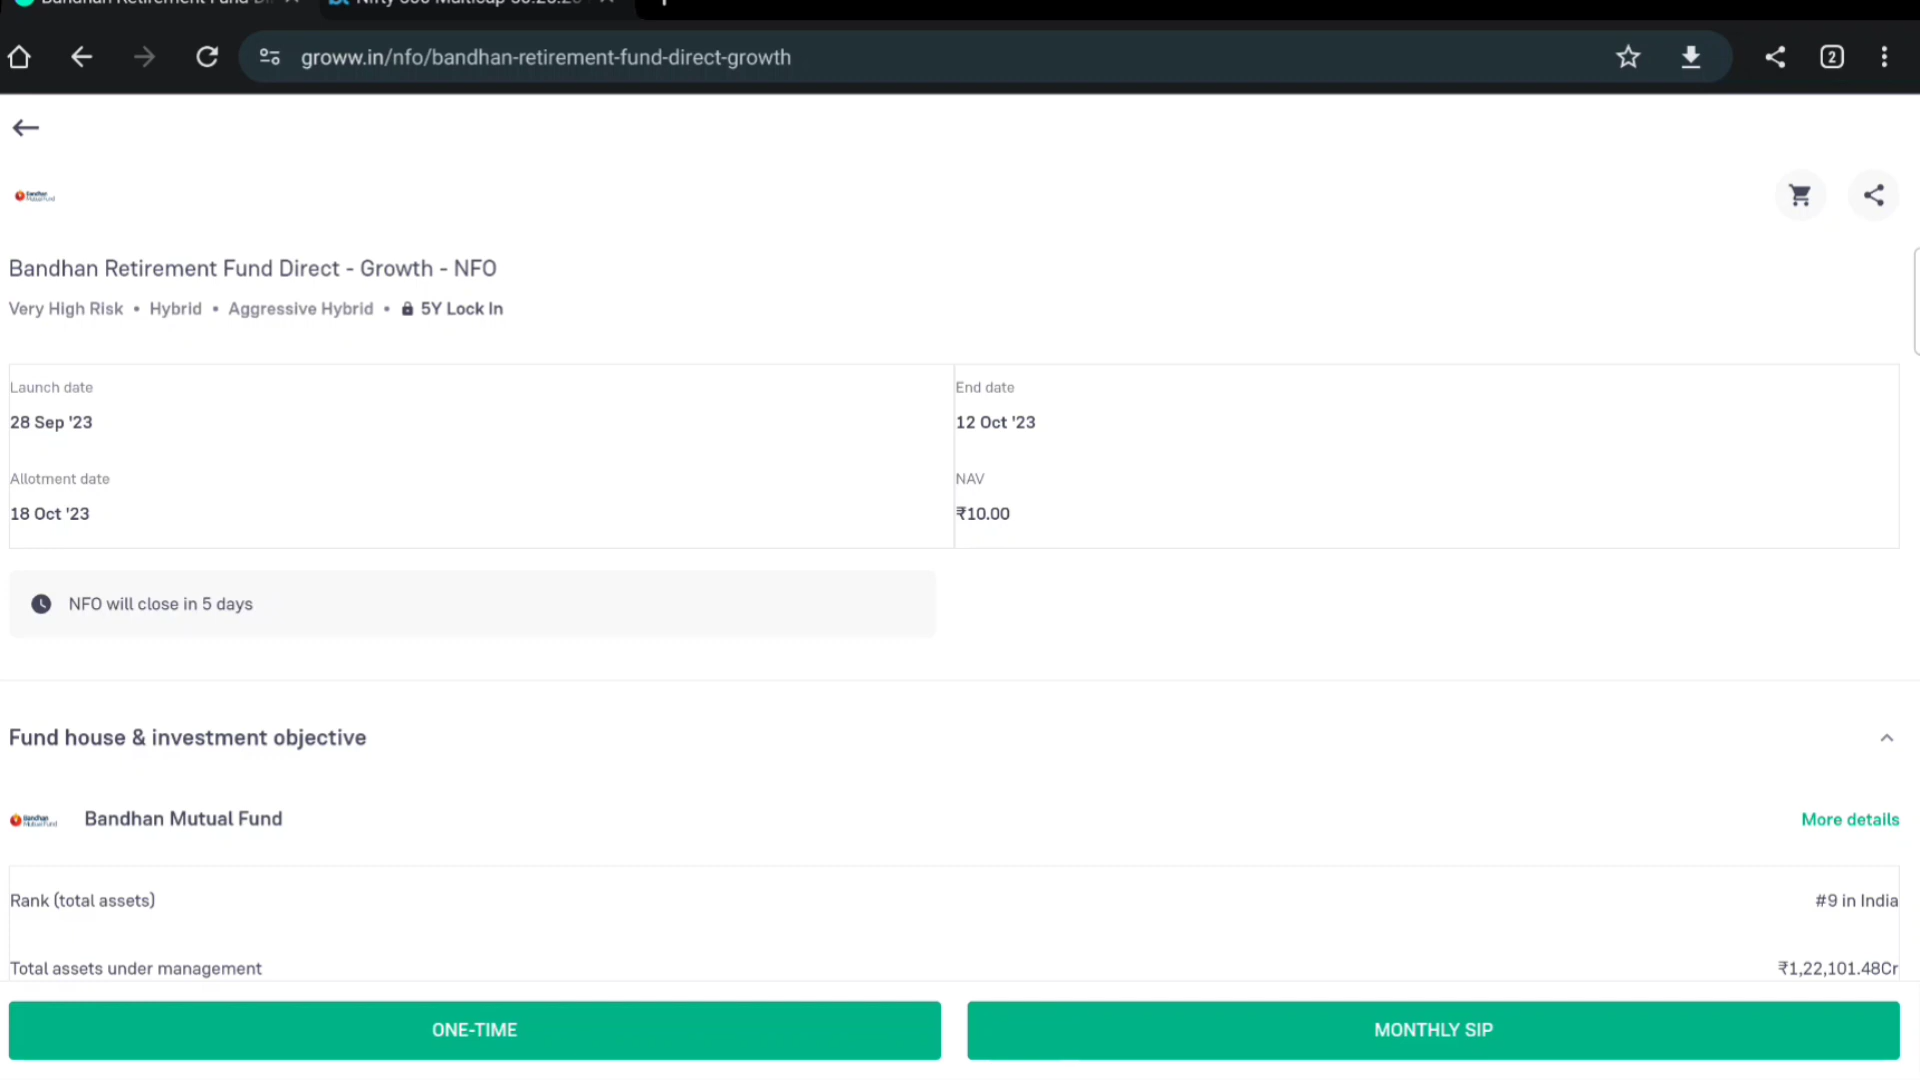 groww.in/nfo/bandhan-retirement-fund-direct-growth
2
Bandhan Retirement Fund Direct - Growth - NFO
Very High Risk • Hybrid • Aggressive Hybrid • 5Y Lock In
Launch date
28 Sep '23
End date
12 Oct '23
Allotment date
18 Oct '23
NAV
₹10.00
NFO will close in 5 days
Fund house & investment objective
Bandhan Mutual Fund
More details
Rank (total assets)
#9 in India
Total assets under management
₹1,22,101.48Cr
ONE-TIME
MONTHLY SIP